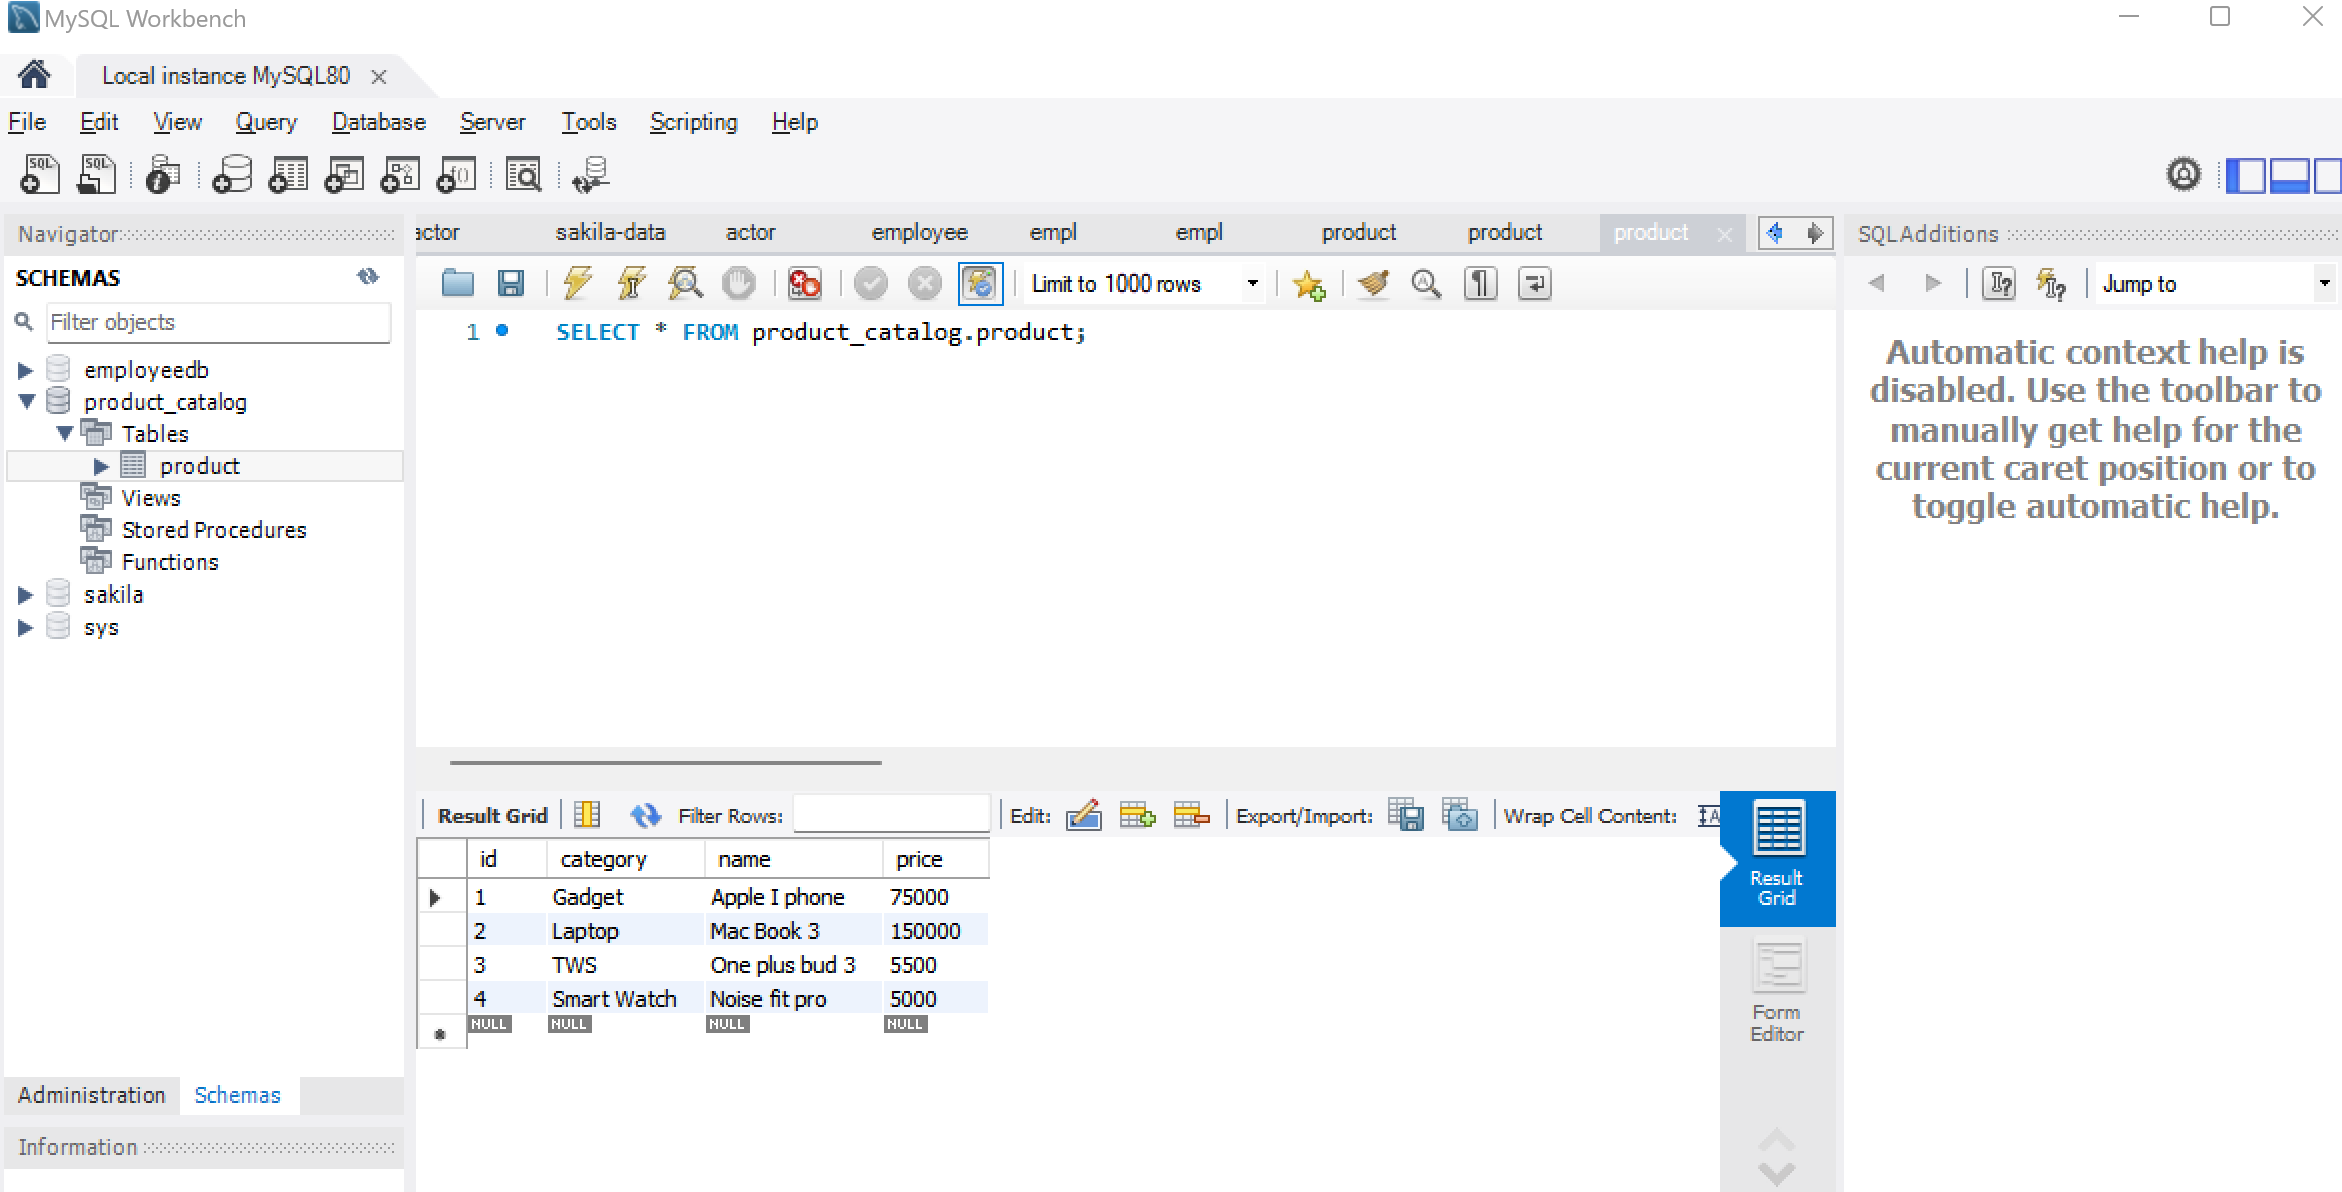 MySQL Workbench
Local instance MySQL80
File Edit View Query Database Server Tools Scripting Help
Navigator
SCHEMAS
Filter objects
employeedb
product_catalog
Tables
product
Views
Stored Procedures
Functions
sakila
sys
Administration Schemas
Information
actor sakila-data actor employee empl empl product product product
Limit to 1000 rows
1 SELECT * FROM product_catalog.product;
Result Grid Filter Rows: Edit: Export/Import: Wrap Cell Content:
id category name price
1 Gadget Apple I phone 75000
2 Laptop Mac Book 3 150000
3 TWS One plus bud 3 5500
4 Smart Watch Noise fit pro 5000
NULL NULL NULL NULL
Result
Grid
Form
Editor
SQLAdditions
Jump to
Automatic context help is
disabled. Use the toolbar to
manually get help for the
current caret position or to
toggle automatic help.